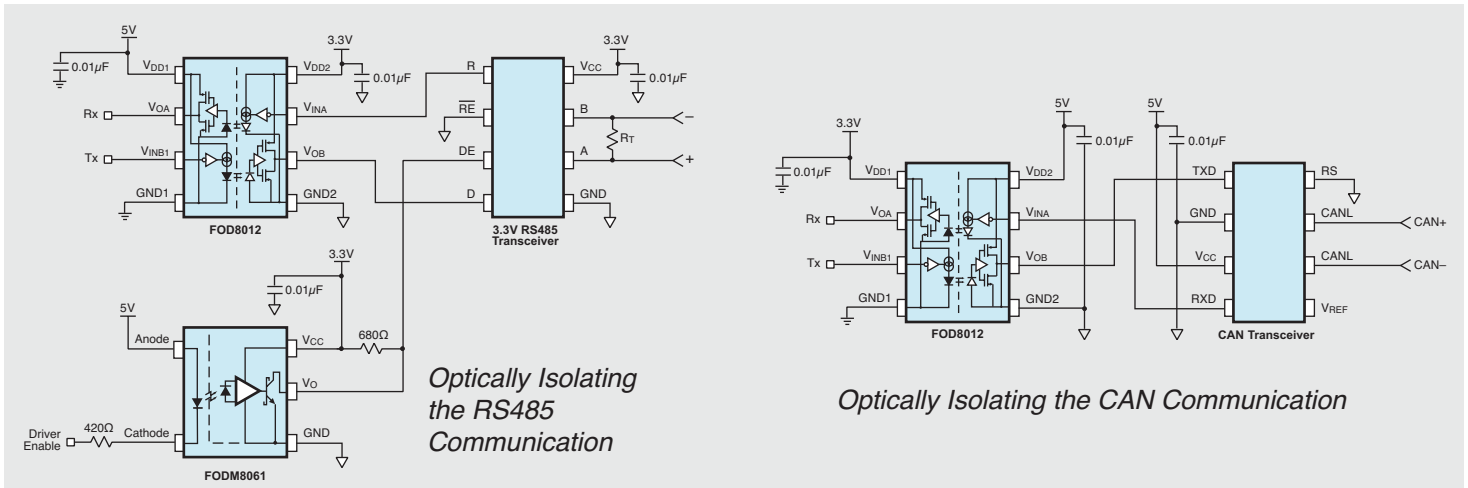 5V
0.01µF
VDD1
VOA
Rx
VINB1
Tx
GND1
3.3V
VDD2
0.01µF
VINA
VOB
GND2
FOD8012
R
RE
DE
D
3.3V
VCC
0.01µF
B
−
RT
A
+
GND
3.3V RS485
Transceiver
3.3V
0.01µF
5V
Anode
VCC
680Ω
VO
Driver
Enable
420Ω
Cathode
GND
FODM8061
Optically Isolating
the RS485
Communication
3.3V
0.01µF
VDD1
VOA
Rx
VINB1
Tx
GND1
5V
0.01µF
VDD2
VINA
VOB
GND2
FOD8012
5V
0.01µF
TXD
GND
VCC
RXD
RS
CANL
CAN+
CANL
CAN−
VREF
CAN Transceiver
Optically Isolating the CAN Communication